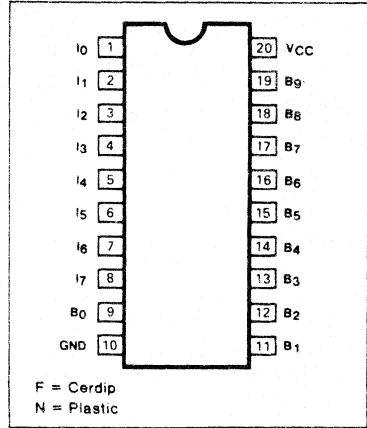 I0 1 20 VCC
I1 2 19 B9
I2 3 18 B8
I3 4 17 B7
I4 5 16 B6
I5 6 15 B5
I6 7 14 B4
I7 8 13 B3
B0 9 12 B2
GND 10 11 B1
F = Cerdip
N = Plastic